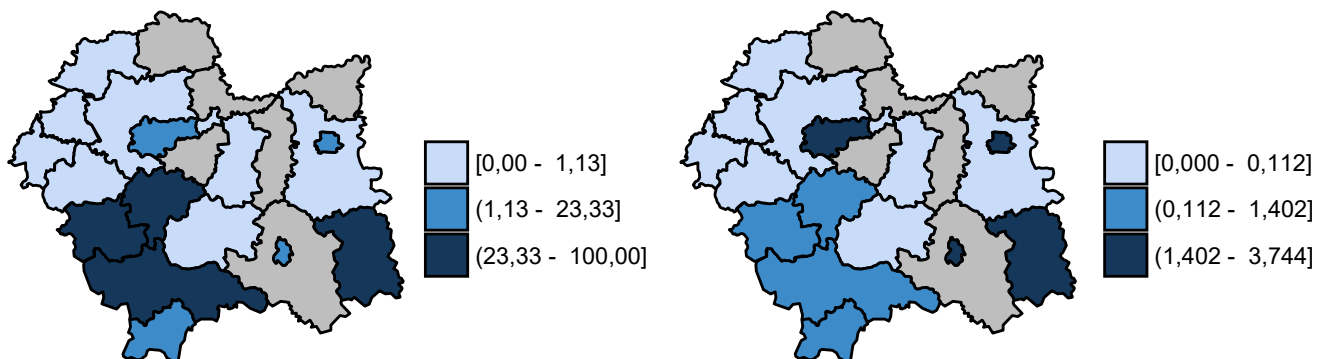 [0,00 - 1,13]
(1,13 - 23,33]
(23,33 - 100,00]
[0,000 - 0,112]
(0,112 - 1,402]
(1,402 - 3,744]